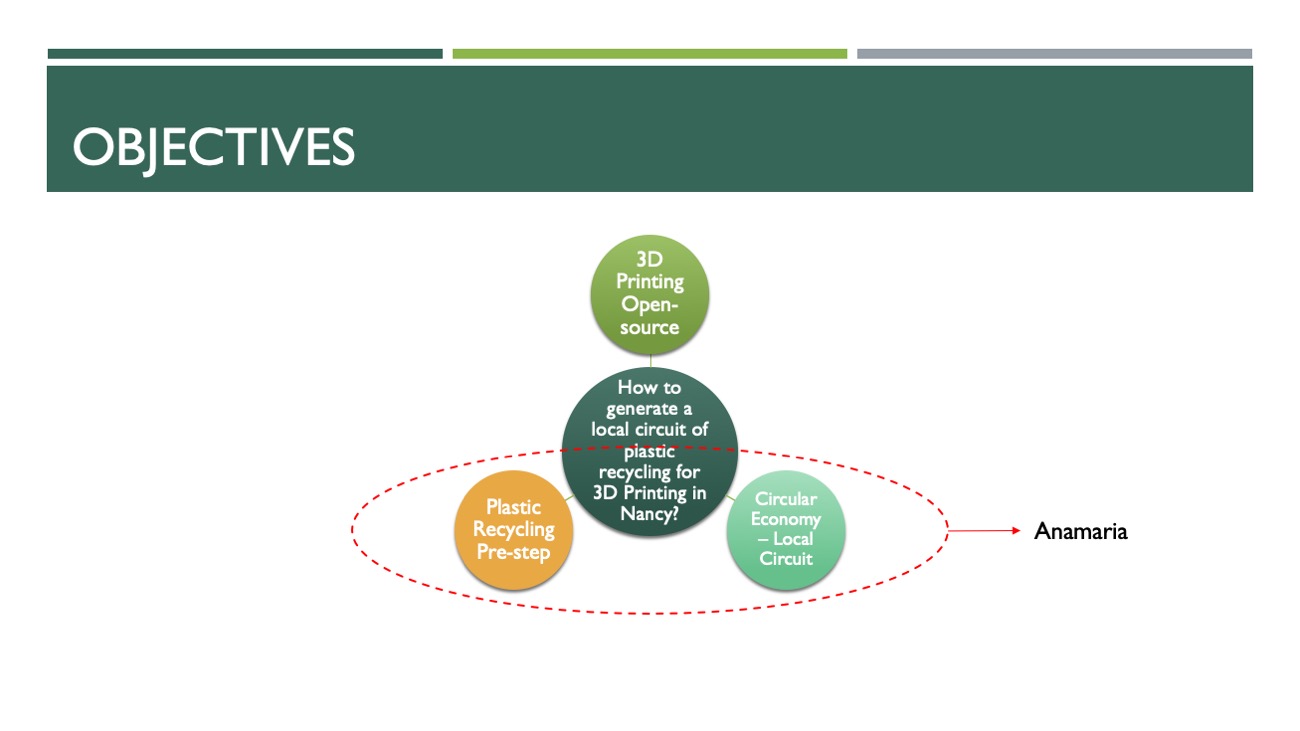 OBJECTIVES
3D
Printing
Open-
source
How to
generate a
local circuit of
plastic
recycling for
3D Printing in
Nancy?
Plastic
Recycling
Pre-step
Circular
Economy
– Local
Circuit
Anamaria